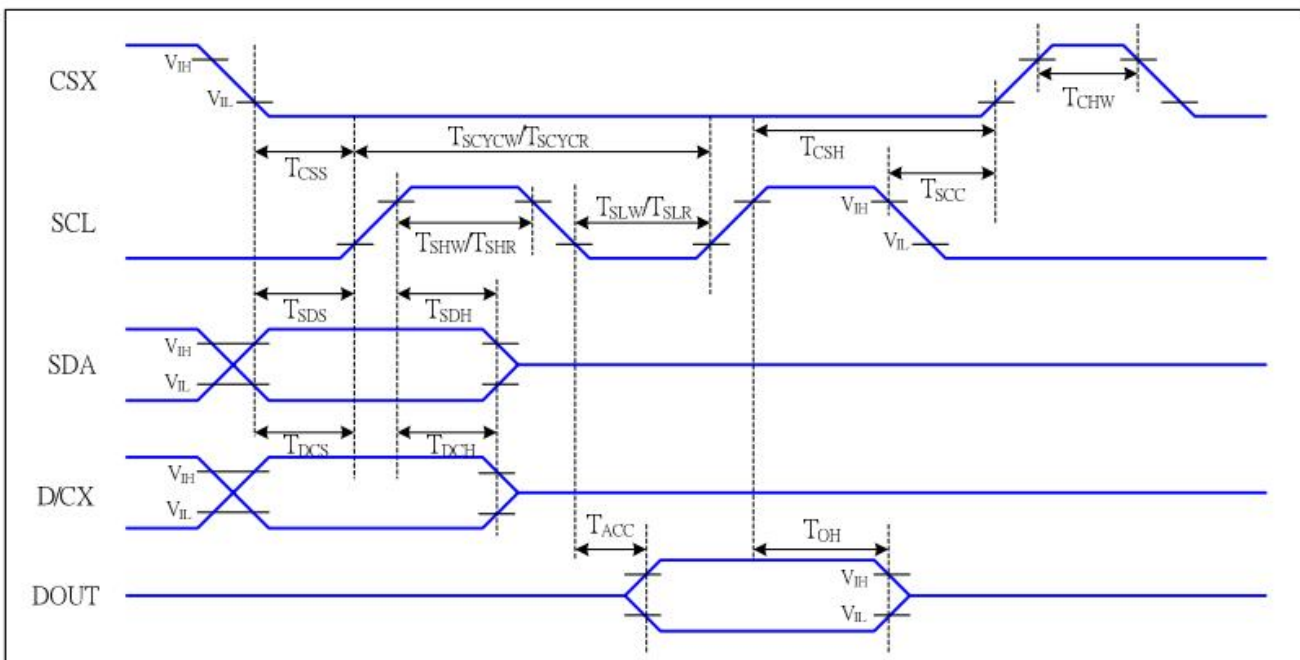 CSX
VIH
VIL
TCHW
TSCYCW/TSCYCR
TCSS
TCSH
TSCC
SCL
TSLW/TSLR
TSHW/TSHR
VIH
VIL
TSDS
TSDH
SDA
VIH
VIL
TDCS
TDCH
D/CX
VIH
VIL
TACC
TOH
DOUT
VIH
VIL